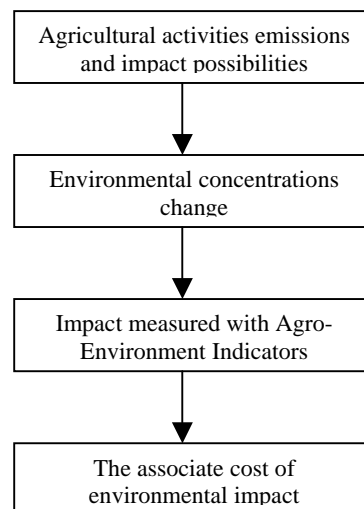 Agricultural activities emissions
and impact possibilities
Environmental concentrations
change
Impact measured with Agro-
Environment Indicators
The associate cost of
environmental impact